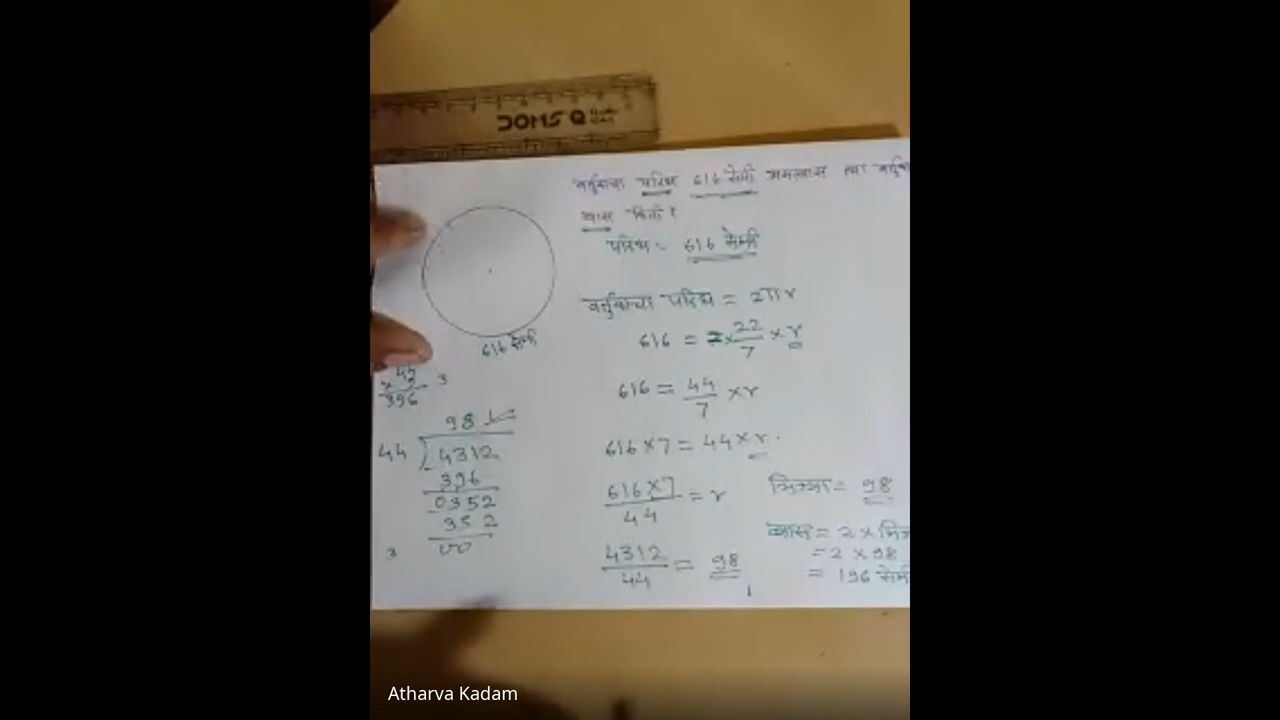 DOMS Q
वर्तुळाचा परिघ 616 सेमी असल्यास त्या
व्यास किती ?
परिघ = 616 सेमी
वर्तुळाचा परिघ = 2πr
616 = 2 × 22/7 × r
616 = 44/7 × r
616 × 7 = 44 × r
616 × 7/44 = r
4312/44 = 98
त्रिज्या = 98
व्यास = 2 × त्रि
= 2 × 98
= 196 सेमी
616 सेमी
3
396
98
44 4312
396
0352
352
00
3
Atharva Kadam